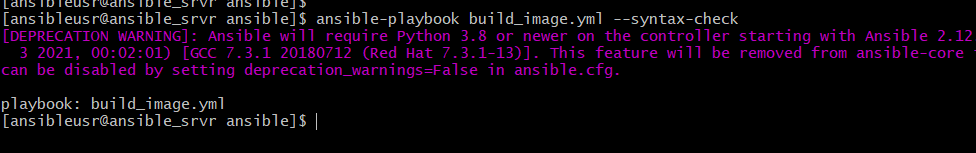 [ansibleusr@ansible_srvr ansible]$
[ansibleusr@ansible_srvr ansible]$ ansible-playbook build_image.yml --syntax-check
[DEPRECATION WARNING]: Ansible will require Python 3.8 or newer on the controller starting with Ansible 2.12
3 2021, 00:02:01) [GCC 7.3.1 20180712 (Red Hat 7.3.1-13)]. This feature will be removed from ansible-core
can be disabled by setting deprecation_warnings=False in ansible.cfg.
playbook: build_image.yml
[ansibleusr@ansible_srvr ansible]$